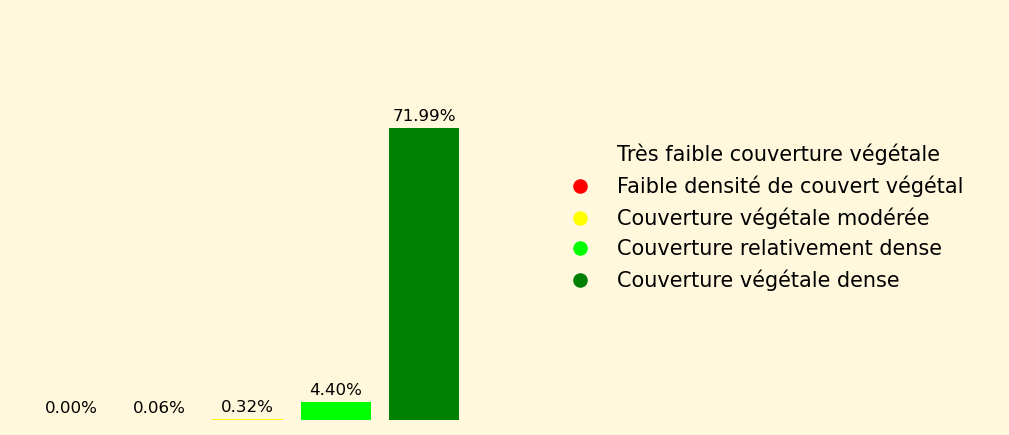 71.99%
4.40%
0.32%
0.06%
0.00%
Très faible couverture végétale
Faible densité de couvert végétal
Couverture végétale modérée
Couverture relativement dense
Couverture végétale dense